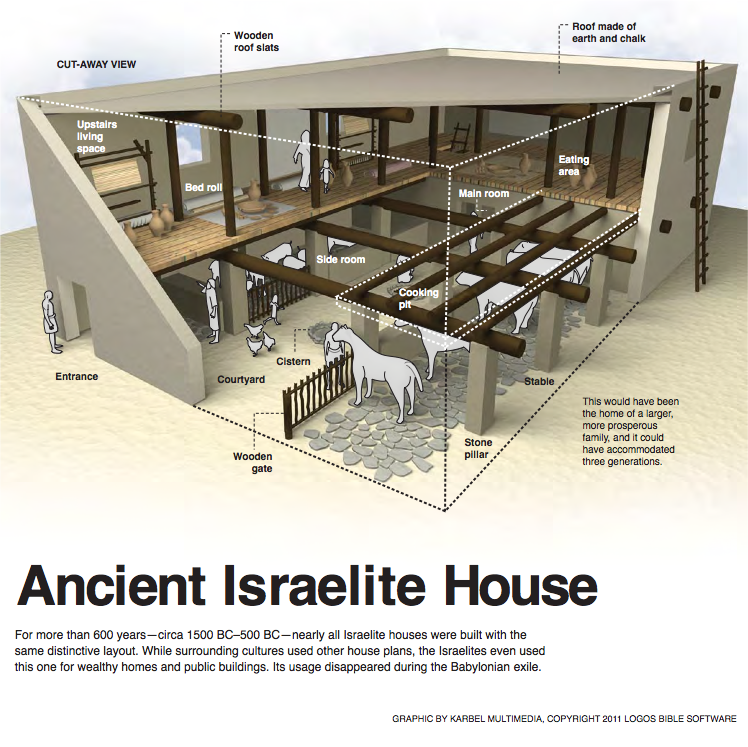 Wooden
roof slats
Roof made of
earth and chalk
CUT-AWAY VIEW
Upstairs
living
space
Bed roll
Eating
area
Main room
Side room
Cooking
pit
Cistern
Entrance
Courtyard
Stable
Wooden
gate
Stone
pillar
This would have been
the home of a larger,
more prosperous
family, and it could
have accommodated
three generations.
Ancient Israelite House
For more than 600 years—circa 1500 BC–500 BC—nearly all Israelite houses were built with the
same distinctive layout. While surrounding cultures used other house plans, the Israelites even used
this one for wealthy homes and public buildings. Its usage disappeared during the Babylonian exile.
GRAPHIC BY KARBEL MULTIMEDIA, COPYRIGHT 2011 LOGOS BIBLE SOFTWARE